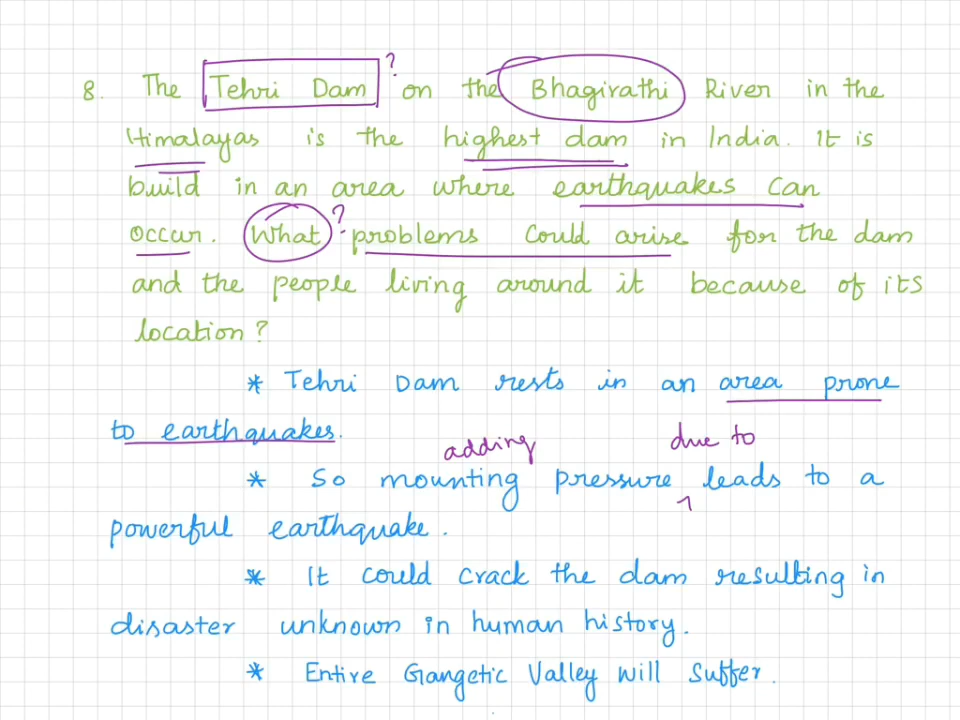 8. The Tehri Dam ? on the Bhagirathi River in the
Himalayas is the highest dam in India. It is
build in an area where earthquakes can
occur. What ? problems could arise for the dam
and the people living around it because of its
location?
* Tehri Dam rests in an area prone
to earthquakes.
adding due to
* So mounting pressure leads to a
powerful earthquake.
* It could crack the dam resulting in
disaster unknown in human history.
* Entire Gangetic Valley will suffer.